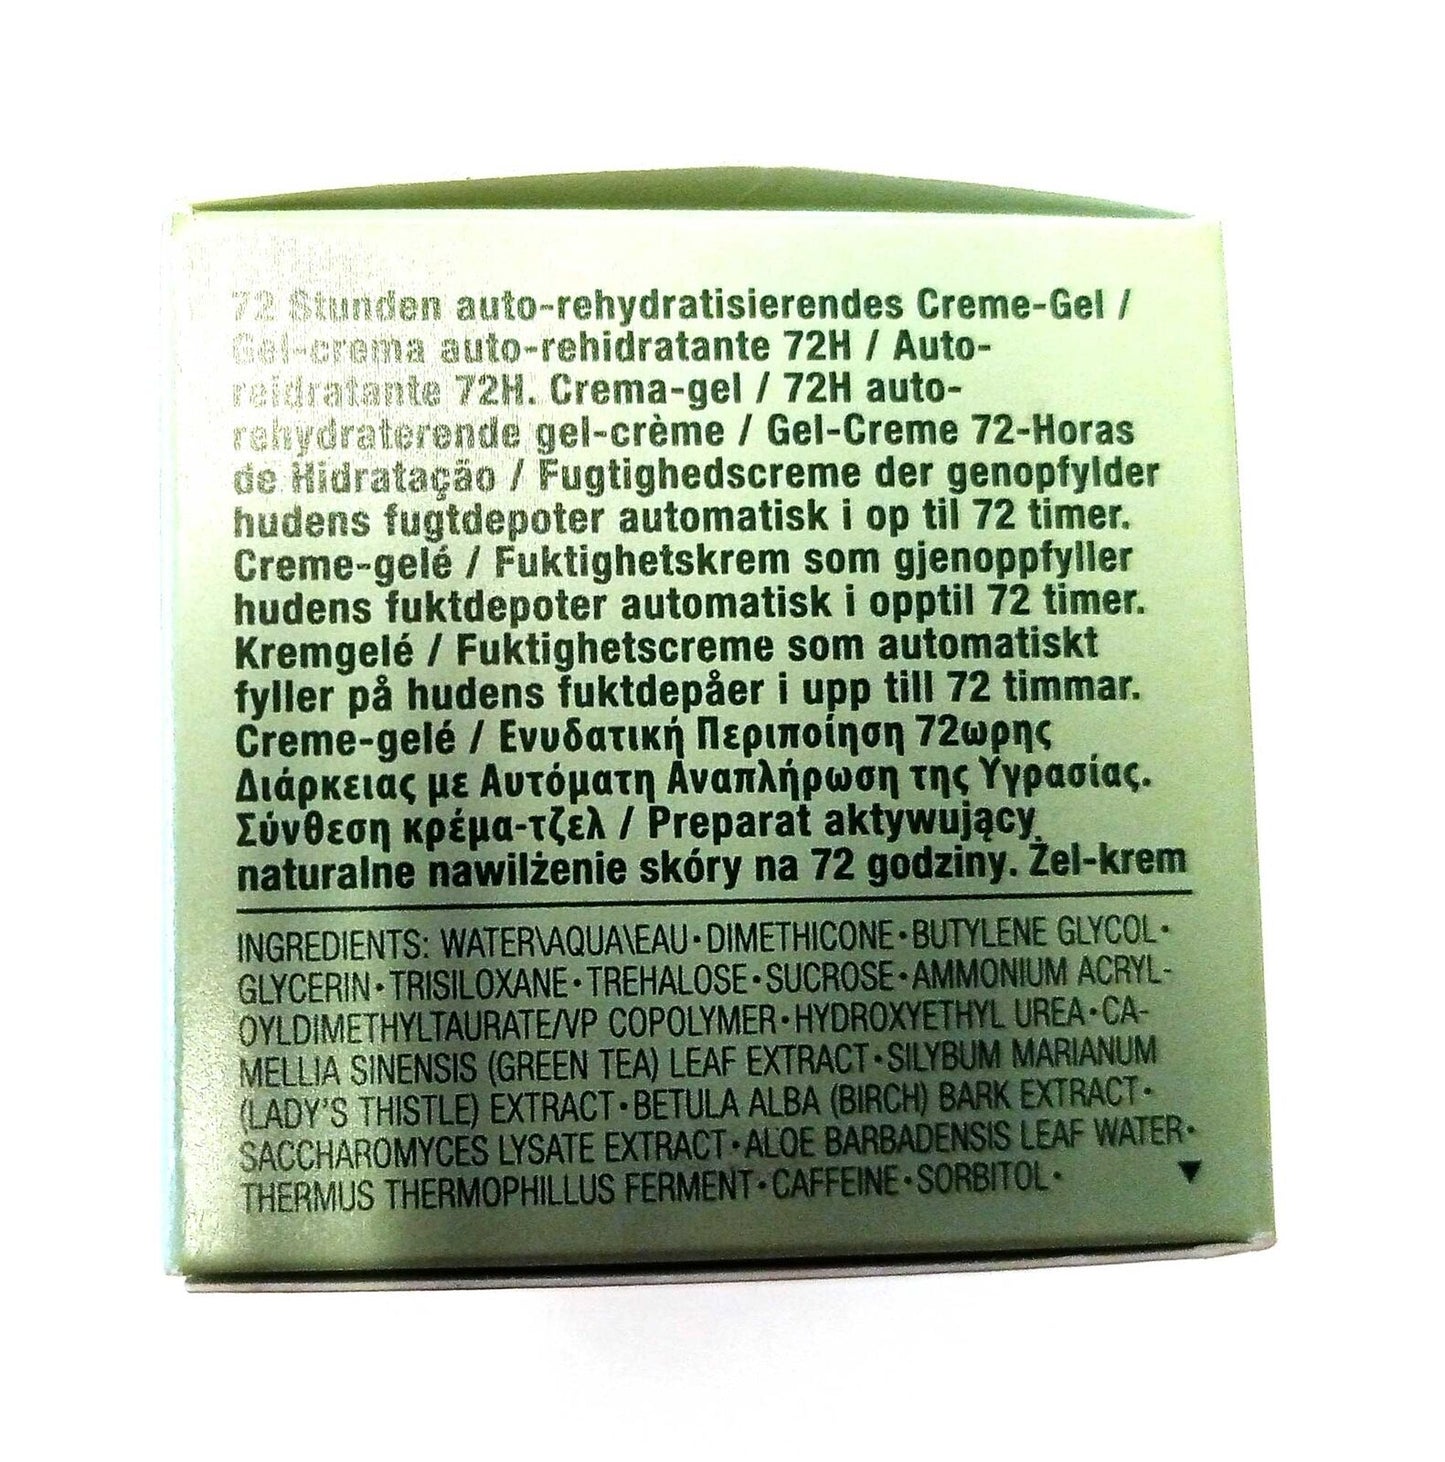 72 Stunden auto-rehydratisierendes Creme-Gel /
Gel-crema auto-rehidratante 72H / Auto-
reidratante 72H. Crema-gel / 72H auto-
rehydraterende gel-crème / Gel-Creme 72-Horas
de Hidratação / Fugtighedscreme der genopfylder
hudens fugtdepoter automatisk i op til 72 timer.
Creme-gelé / Fuktighetskrem som gjenoppfyller
hudens fuktdepoter automatisk i opptil 72 timer.
Kremgelé / Fuktighetscreme som automatiskt
fyller på hudens fuktdepåer i upp till 72 timmar.
Creme-gelé / Ενυδατική Περιποίηση 72ωρης
Διάρκειας με Αυτόματη Αναπλήρωση της Υγρασίας.
Σύνθεση κρέμα-τζελ / Preparat aktywujący
naturalne nawilżenie skóry na 72 godziny. Żel-krem
INGREDIENTS: WATER\AQUA\EAU • DIMETHICONE • BUTYLENE GLYCOL •
GLYCERIN • TRISILOXANE • TREHALOSE • SUCROSE • AMMONIUM ACRYL-
OYLDIMETHYLTAURATE/VP COPOLYMER • HYDROXYETHYL UREA • CA-
MELLIA SINENSIS (GREEN TEA) LEAF EXTRACT • SILYBUM MARIANUM
(LADY'S THISTLE) EXTRACT • BETULA ALBA (BIRCH) BARK EXTRACT •
SACCHAROMYCES LYSATE EXTRACT • ALOE BARBADENSIS LEAF WATER •
THERMUS THERMOPHILLUS FERMENT • CAFFEINE • SORBITOL • ▼